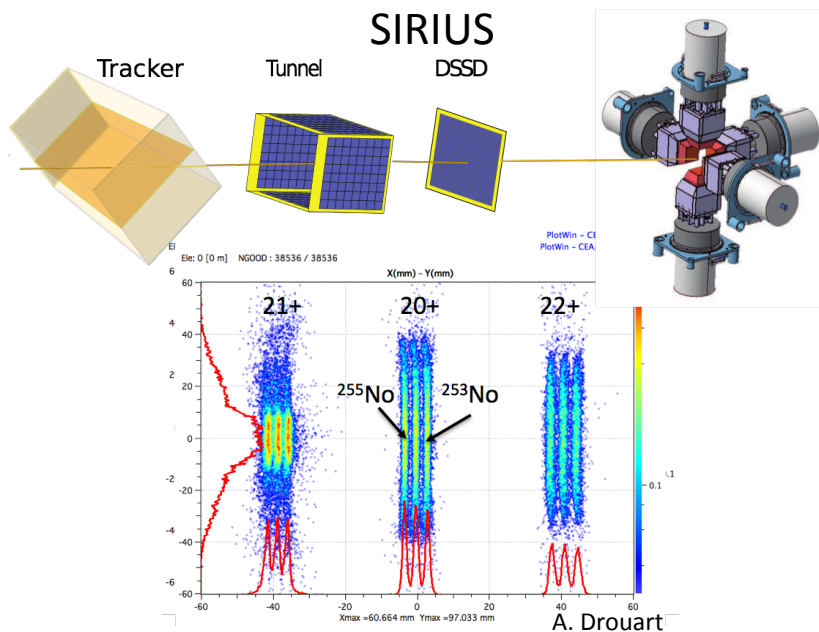 SIRIUS
Tracker
Tunnel
DSSD
PlotWin - CE
PlotWin - CEA,
El
Ele: 0 [0 m] NGOOD : 38536 / 38536
X(mm) - Y(mm)
6
60
21+
20+
22+
4
40
2
20
255No
253No
0
0
-2
-20
0.1
.1
-4
-40
-6
-60
-60
-40
-20
0
20
40
60
Xmax =60.664 mm Ymax =97.033 mm
A. Drouart